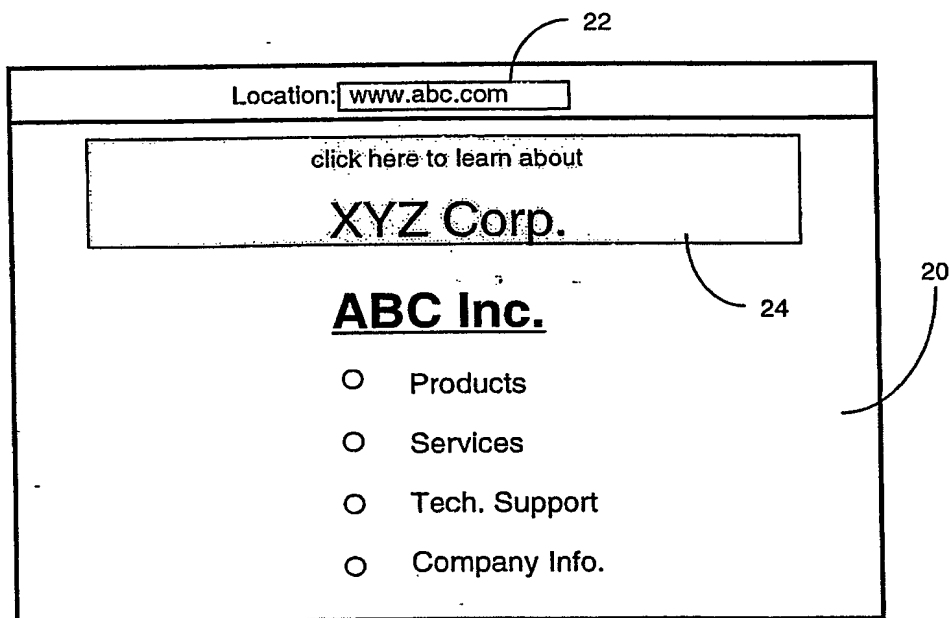 22
Location: www.abc.com
click here to learn about
XYZ Corp.
20
24
ABC Inc.
Products
Services
Tech. Support
Company Info.